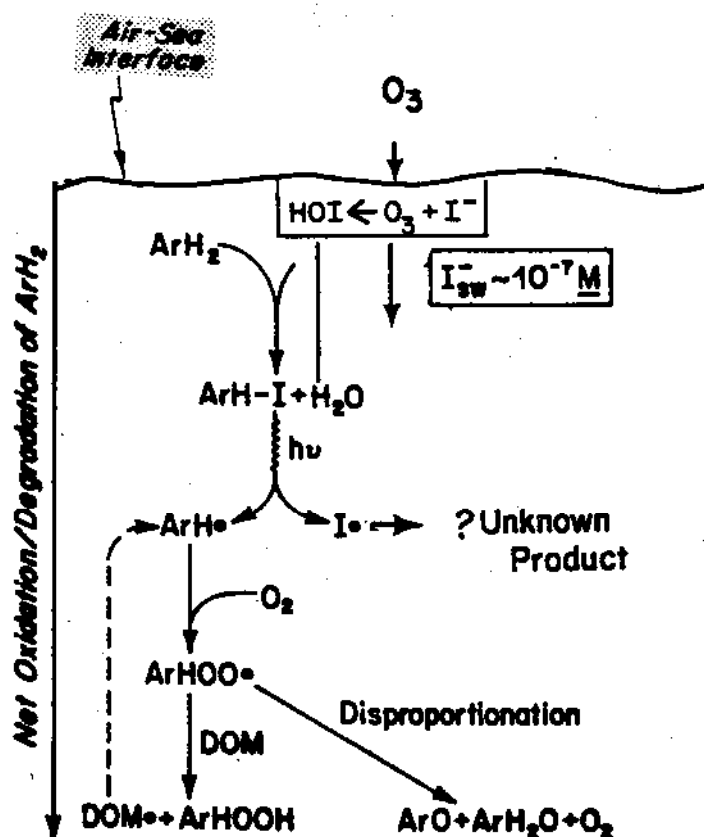 Air-Sea
Interface
O₃
HOI ← O₃ + I⁻
ArH₂
I⁻sw ~ 10⁻⁷ M
ArH-I + H₂O
hν
ArH• I• → ? Unknown
Product
O₂
ArHOO•
Disproportionation
DOM
DOM• + ArHOOH ArO + ArH₂O + O₂
Net Oxidation/Degradation of ArH₂